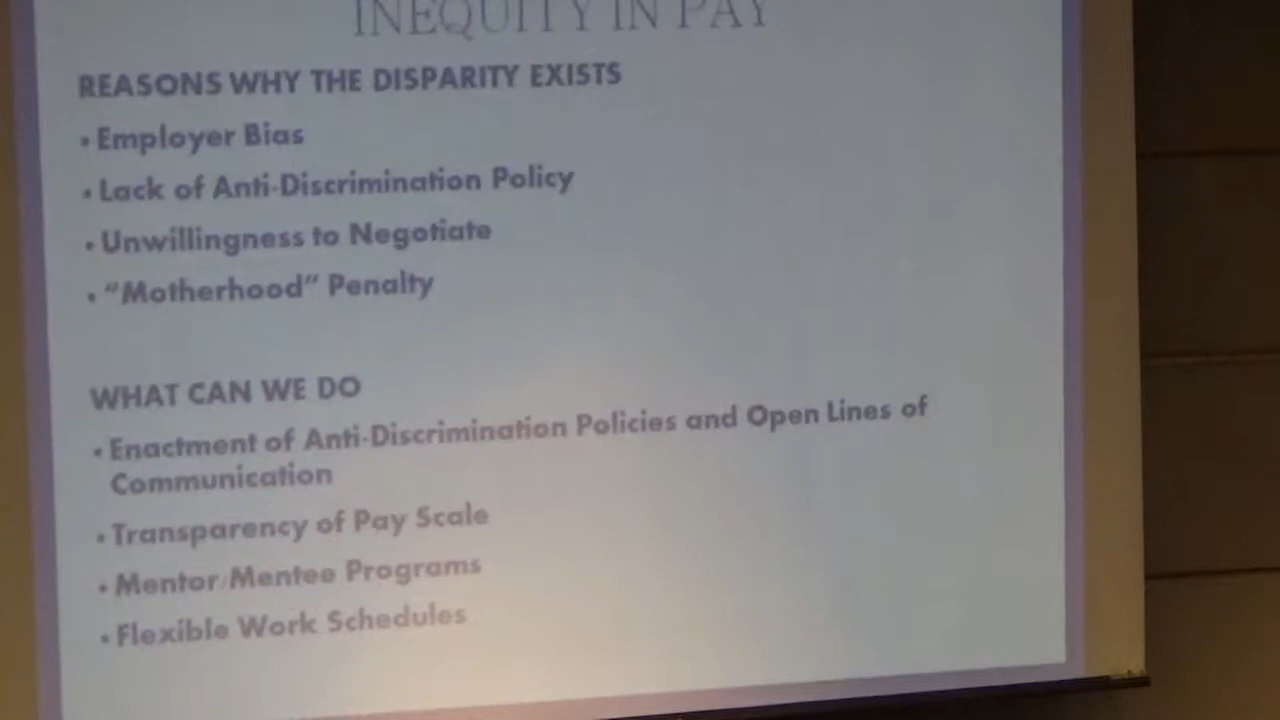 INEQUITY IN PAY
REASONS WHY THE DISPARITY EXISTS
• Employer Bias
• Lack of Anti-Discrimination Policy
• Unwillingness to Negotiate
• “Motherhood” Penalty
WHAT CAN WE DO
• Enactment of Anti-Discrimination Policies and Open Lines of
Communication
• Transparency of Pay Scale
• Mentor/Mentee Programs
• Flexible Work Schedules